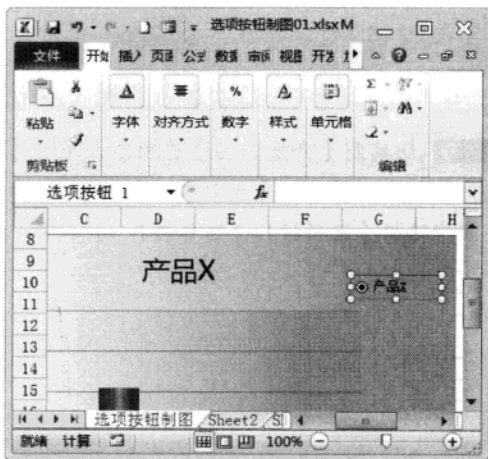 选项按钮制图01.xlsx M
文件 开始 插入 页面 公式 数据 审阅 视图 开发
粘贴 字体 对齐方式 数字 样式 单元格
剪贴板 编辑
选项按钮 1 fx
C D E F G H
8
9
10
11
12
13
14
15
产品X
产品X
选项按钮制图 Sheet2
就绪 计算 100%